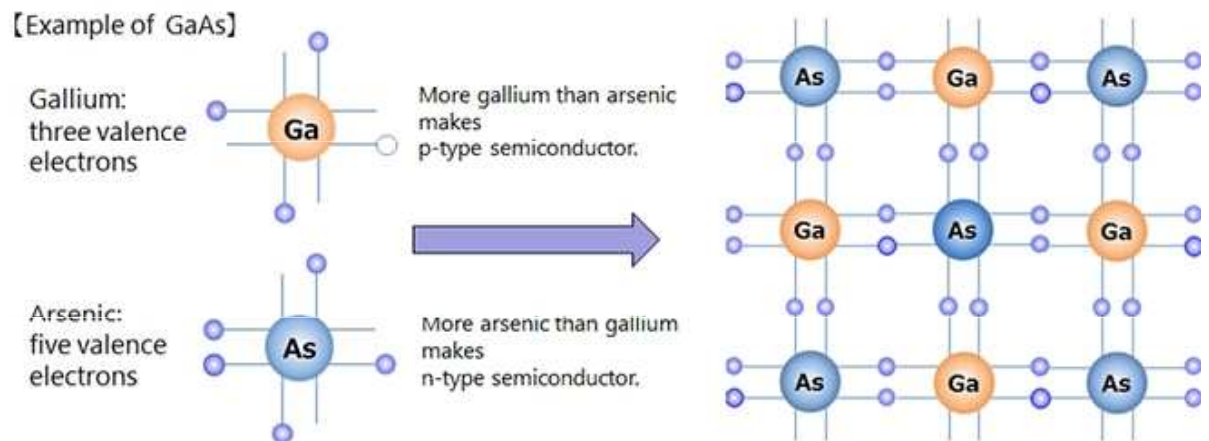 【Example of GaAs】
Gallium:
three valence
electrons
Ga
More gallium than arsenic
makes
p-type semiconductor.
Arsenic:
five valence
electrons
As
More arsenic than gallium
makes
n-type semiconductor.
As Ga As
Ga As Ga
As Ga As